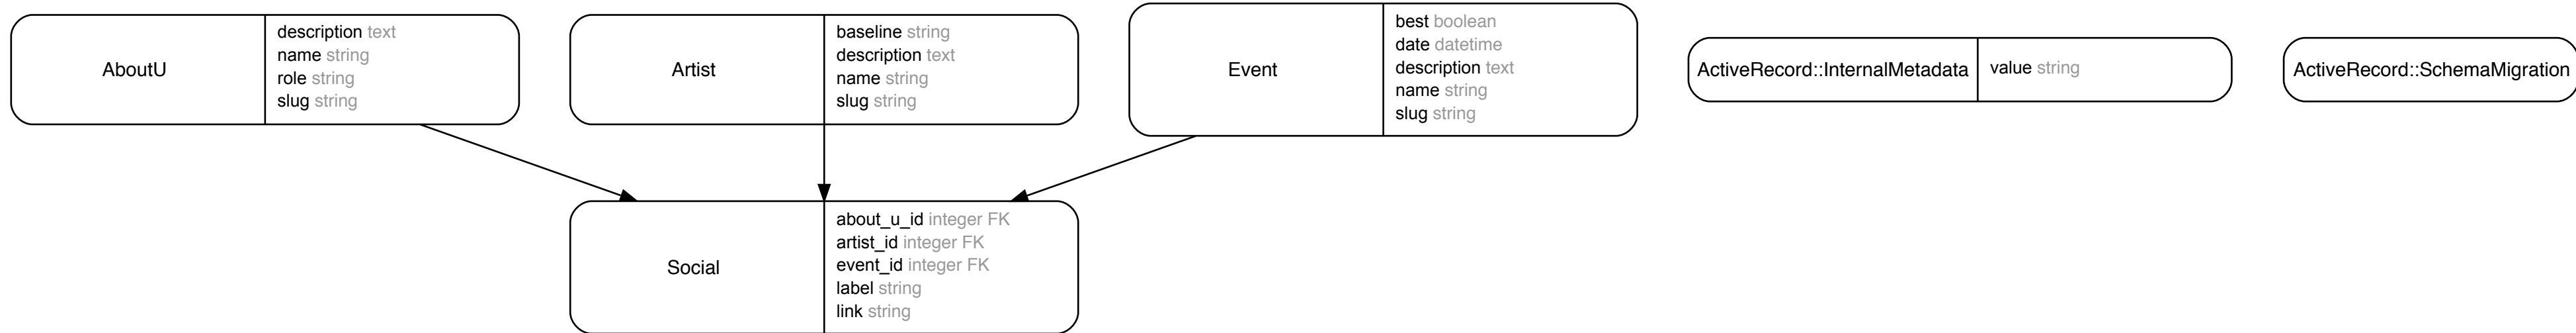 AboutU
description text
name string
role string
slug string
Artist
baseline string
description text
name string
slug string
Event
best boolean
date datetime
description text
name string
slug string
ActiveRecord::InternalMetadata
value string
ActiveRecord::SchemaMigration
Social
about_u_id integer FK
artist_id integer FK
event_id integer FK
label string
link string